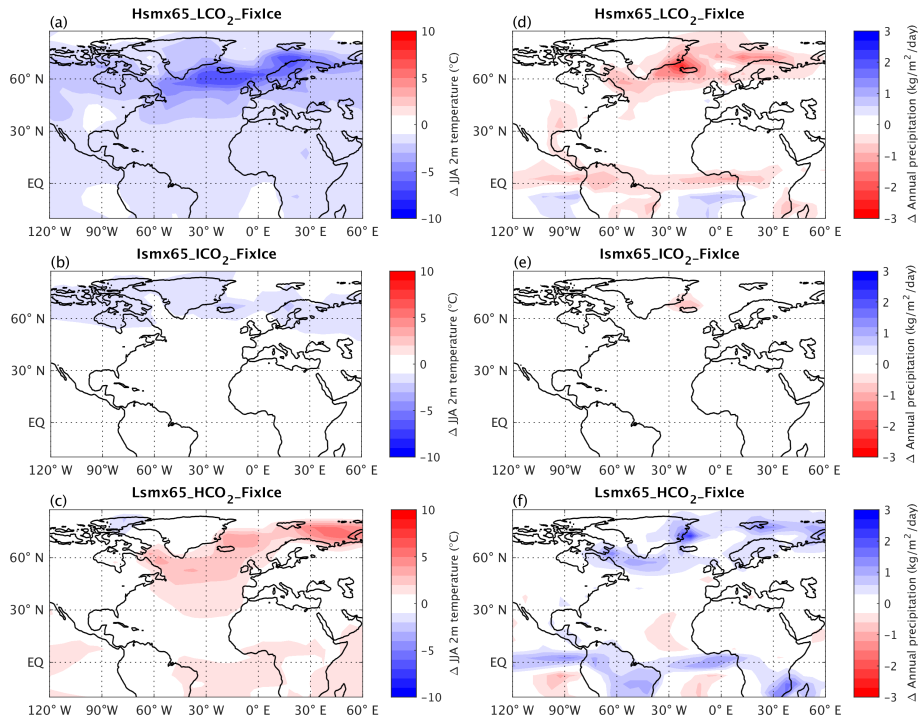 (a) Hsmx65_LCO2_FixIce
60° N
30° N
EQ
120° W 90° W 60° W 30° W 0° E 30° E 60° E
10
5
0
−5
−10
Δ JJA 2m temperature (°C)
(d) Hsmx65_LCO2_FixIce
60° N
30° N
EQ
120° W 90° W 60° W 30° W 0° E 30° E 60° E
3
2
1
0
−1
−2
−3
Δ Annual precipitation (kg/m2/day)
(b) Ismx65_ICO2_FixIce
60° N
30° N
EQ
120° W 90° W 60° W 30° W 0° E 30° E 60° E
10
5
0
−5
−10
Δ JJA 2m temperature (°C)
(e) Ismx65_ICO2_FixIce
60° N
30° N
EQ
120° W 90° W 60° W 30° W 0° E 30° E 60° E
3
2
1
0
−1
−2
−3
Δ Annual precipitation (kg/m2/day)
(c) Lsmx65_HCO2_FixIce
60° N
30° N
EQ
120° W 90° W 60° W 30° W 0° E 30° E 60° E
10
5
0
−5
−10
Δ JJA 2m temperature (°C)
(f) Lsmx65_HCO2_FixIce
60° N
30° N
EQ
120° W 90° W 60° W 30° W 0° E 30° E 60° E
3
2
1
0
−1
−2
−3
Δ Annual precipitation (kg/m2/day)